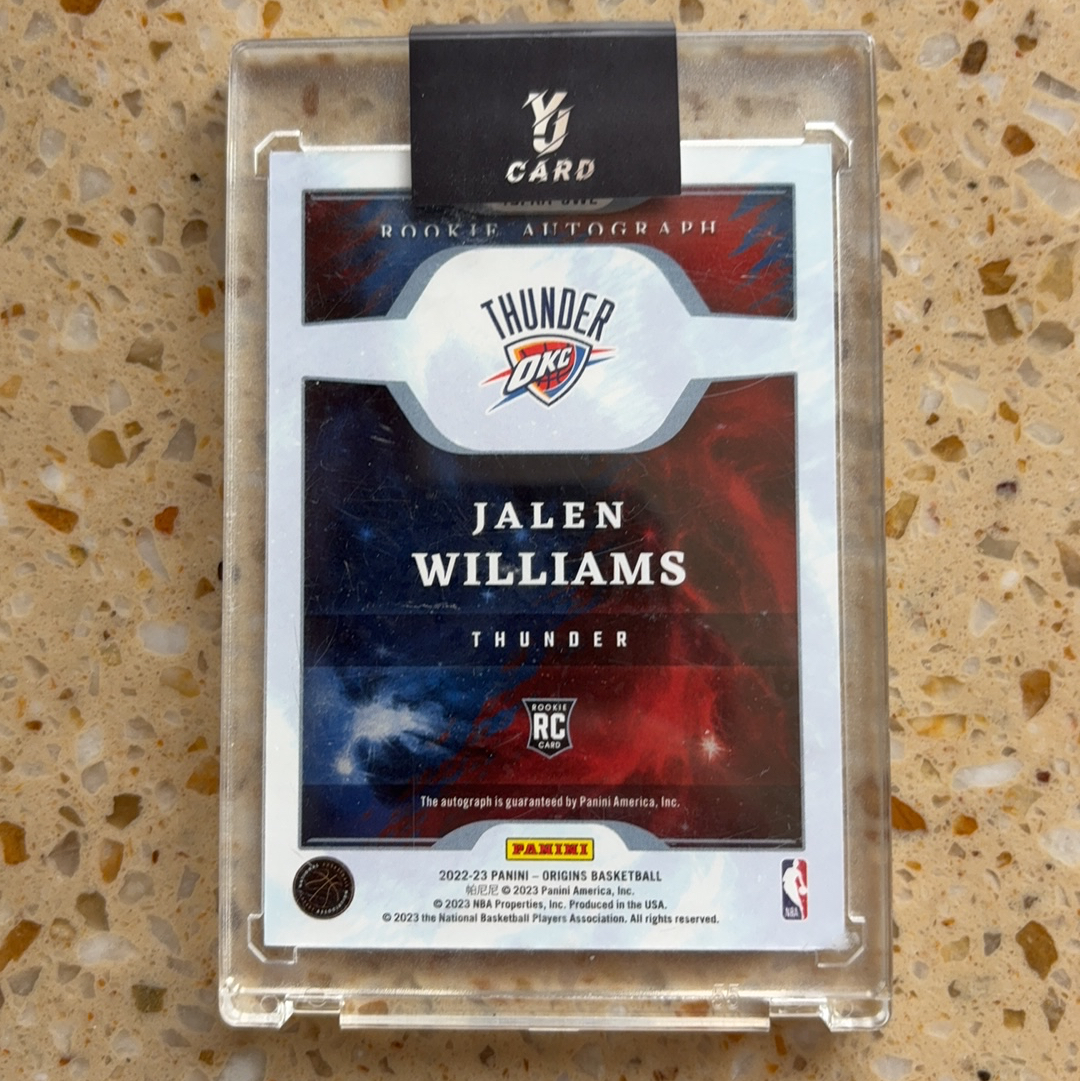 YJ
CARD
ROOKIE AUTOGRAPH
THUNDER
OKC
JALEN
WILLIAMS
THUNDER
ROOKIE
RC
CARD
The autograph is guaranteed by Panini America, Inc.
PANINI
2022-23 PANINI – ORIGINS BASKETBALL
帕尼尼 © 2023 Panini America, Inc.
© 2023 NBA Properties, Inc. Produced in the USA.
© 2023 the National Basketball Players Association. All rights reserved.
NBA